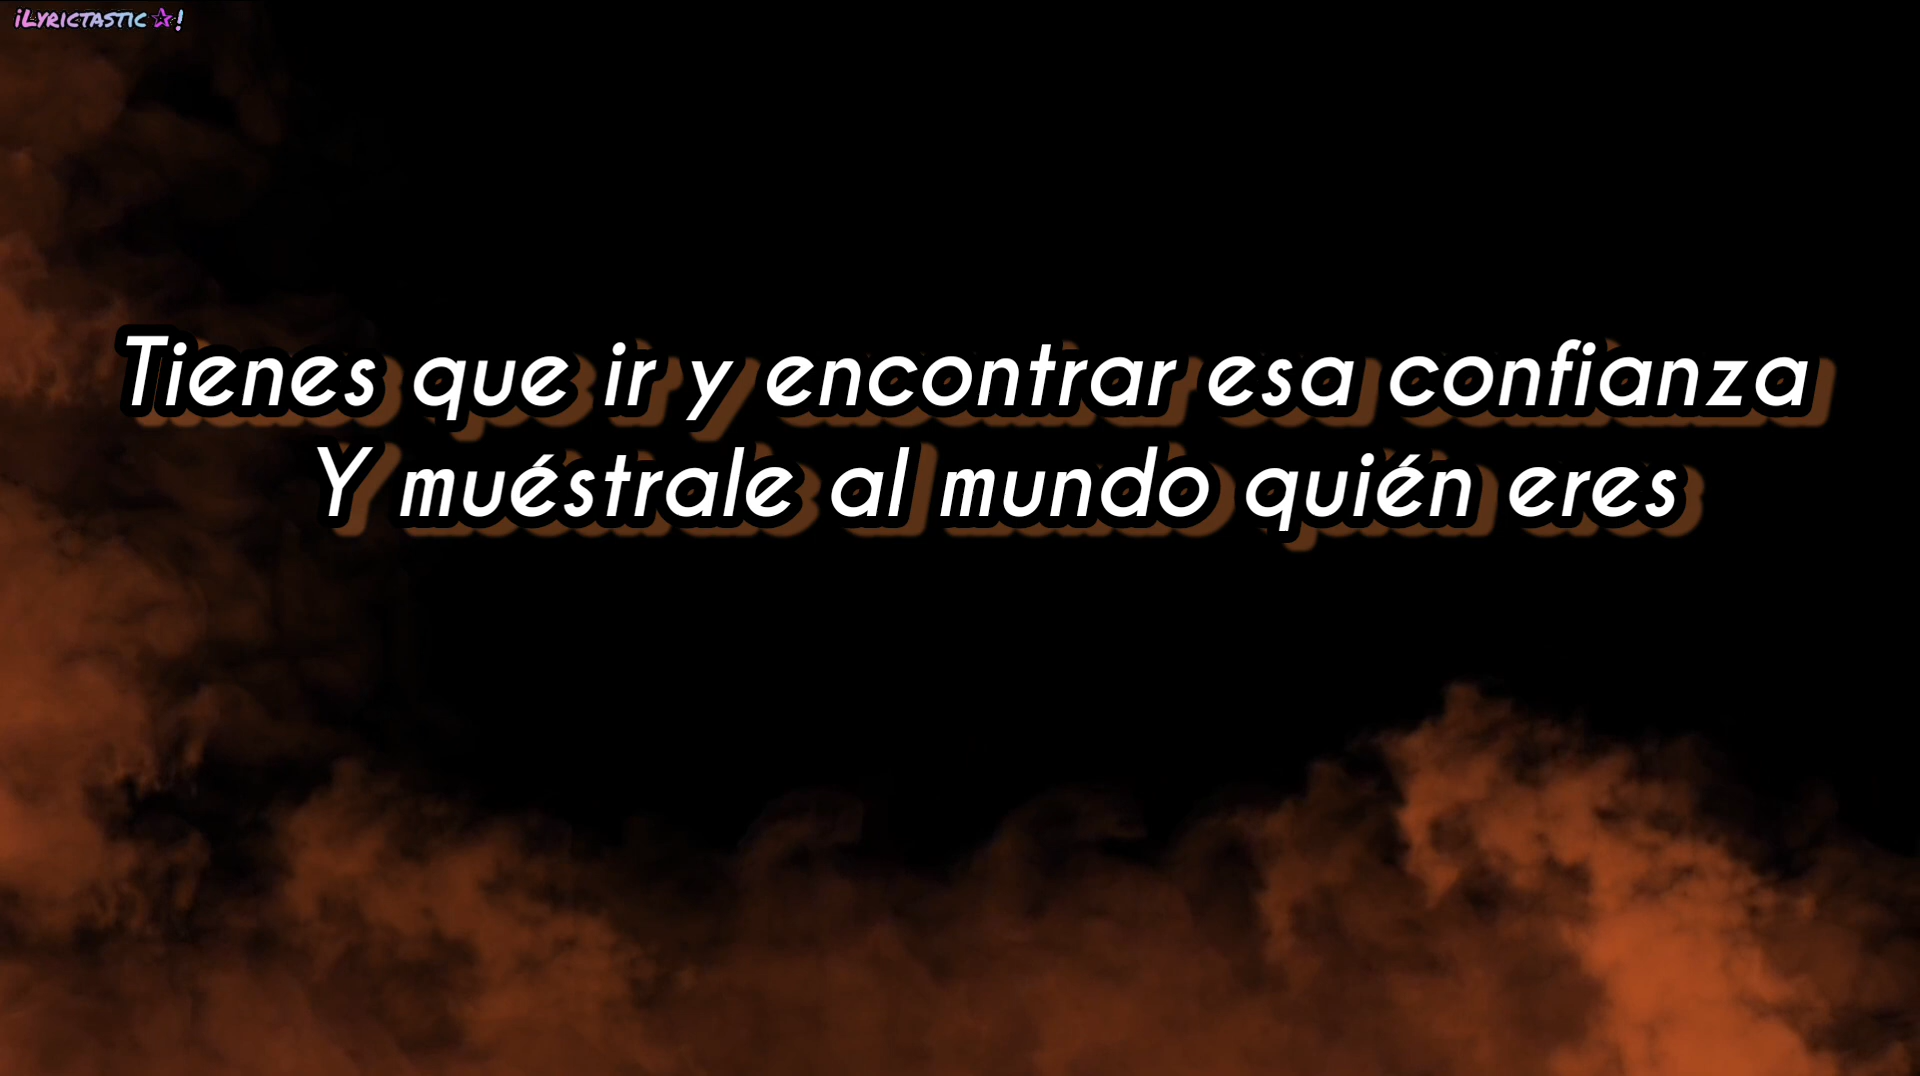 iLyrictastic☆!
Tienes que ir y encontrar esa confianza
Y muéstrale al mundo quién eres